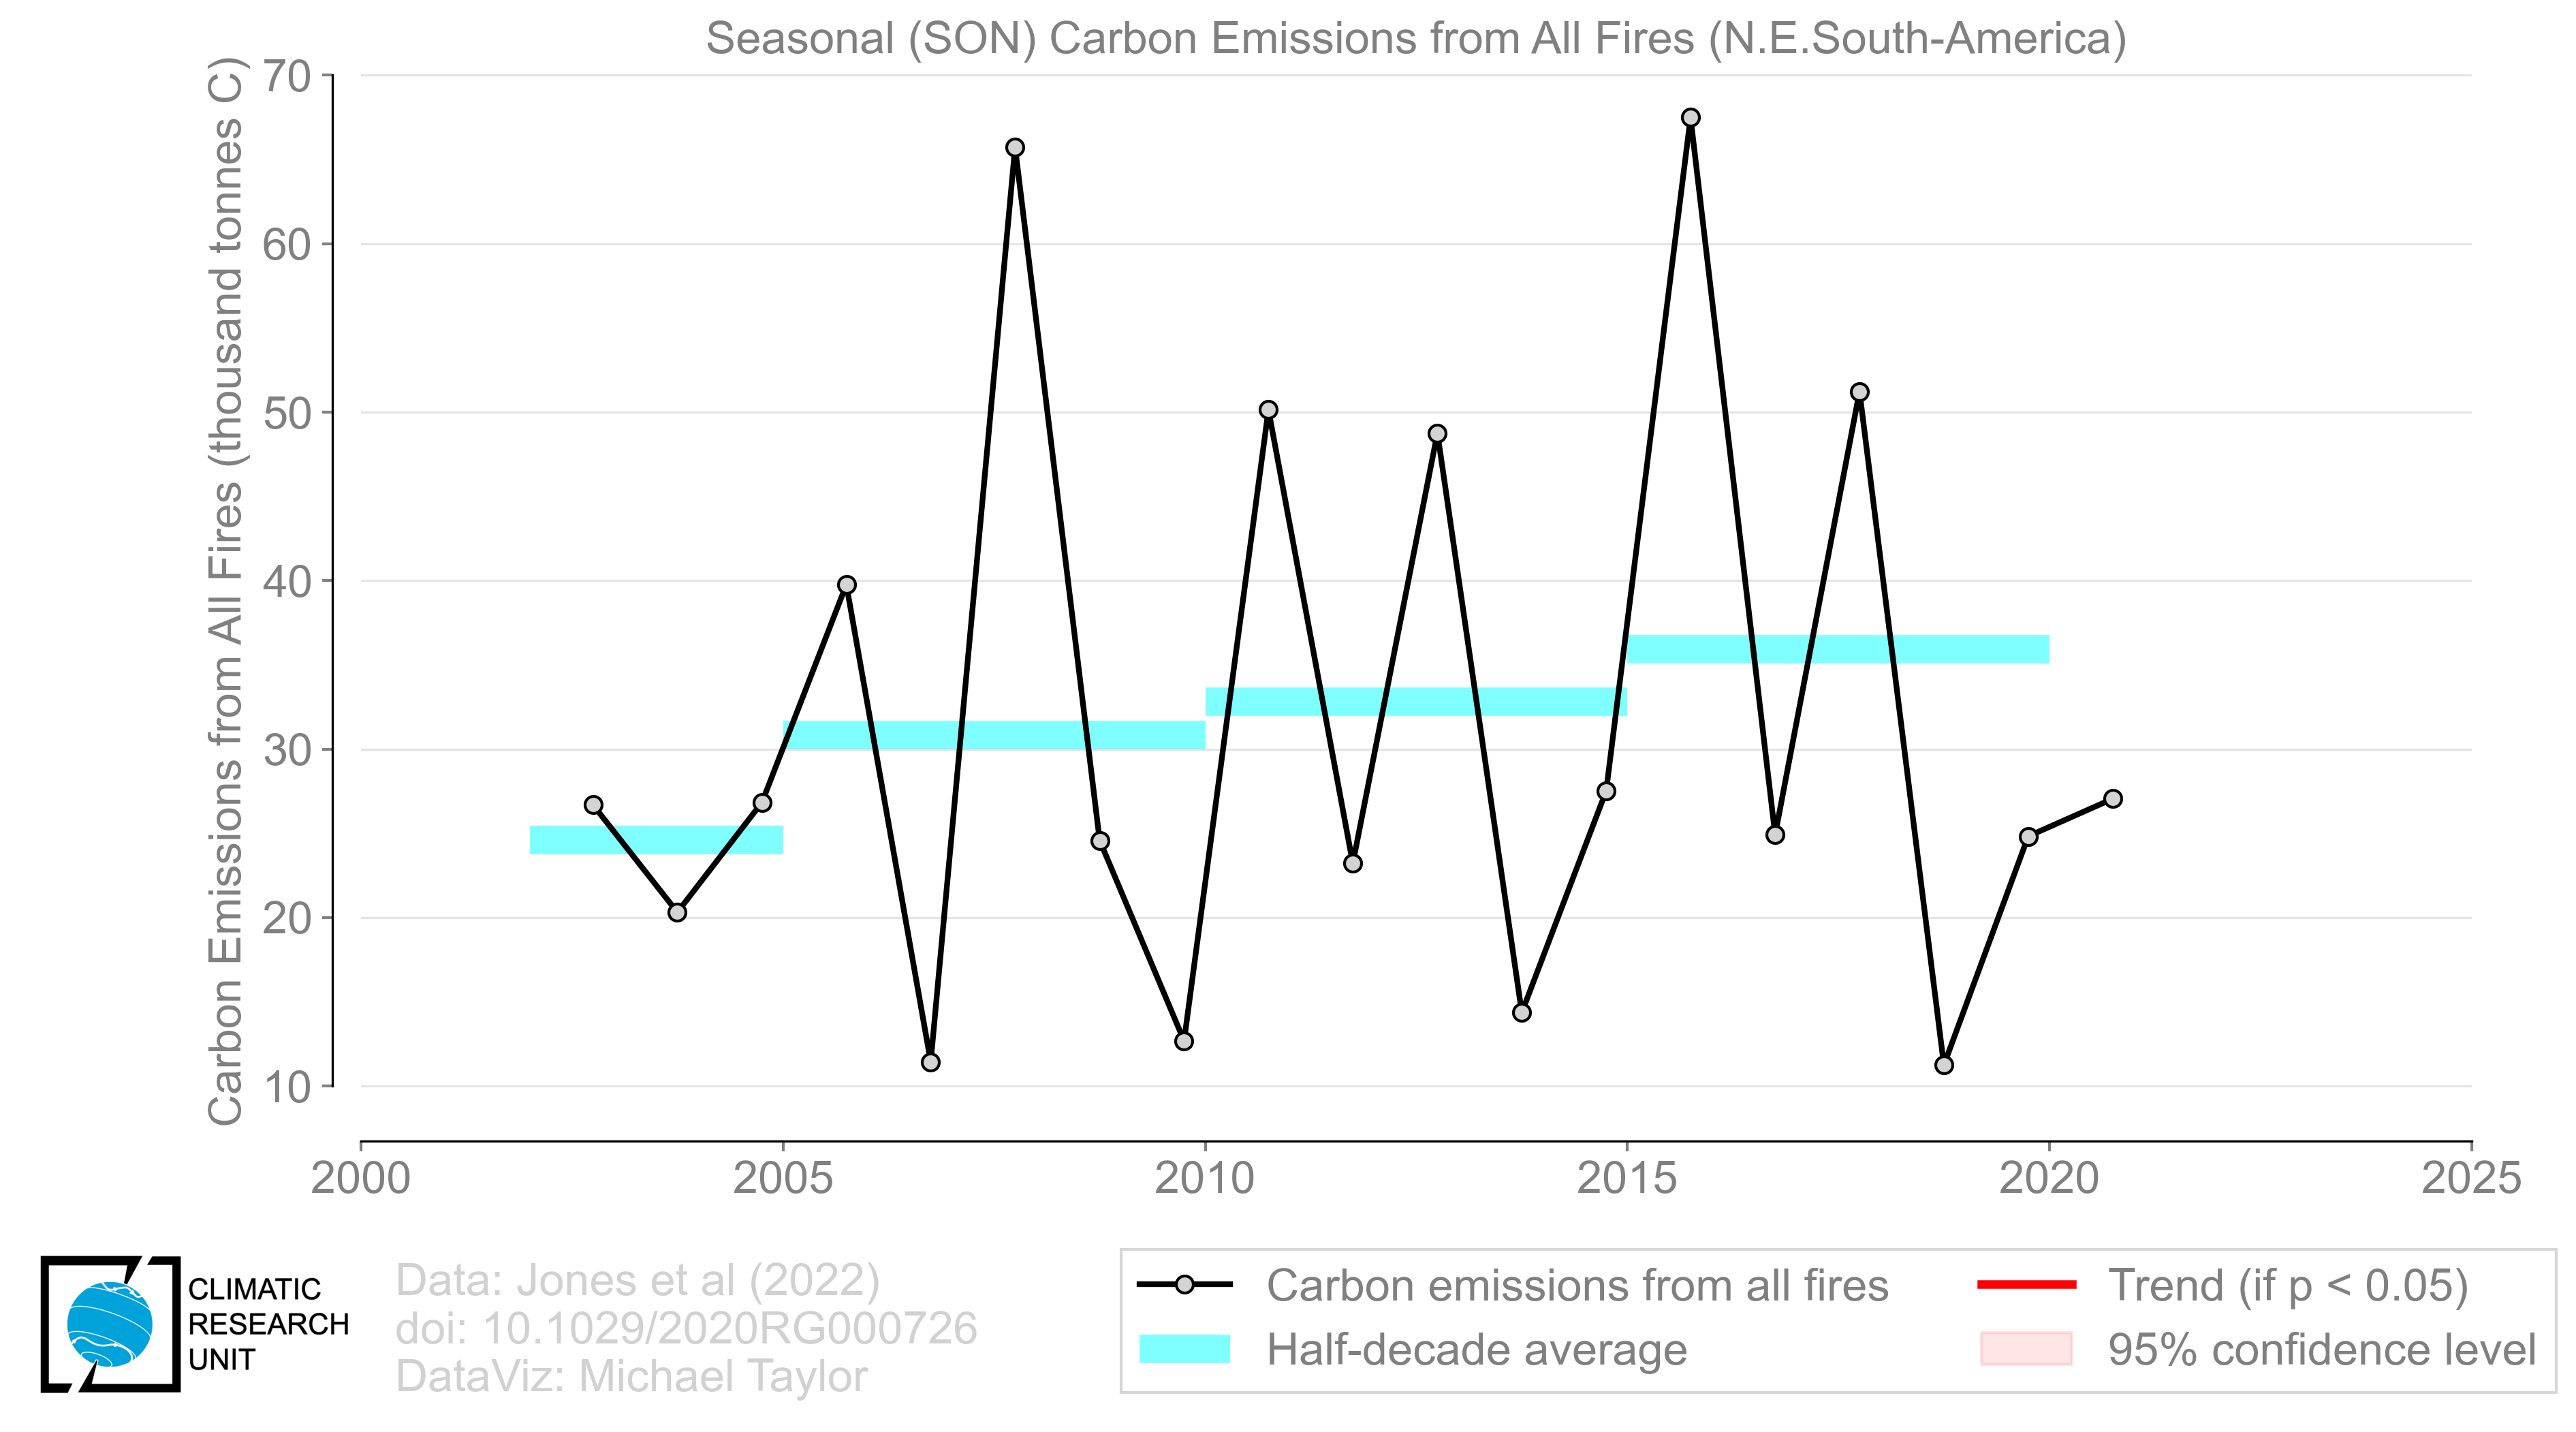 Seasonal (SON) Carbon Emissions from All Fires (N.E.South-America)
Carbon Emissions from All Fires (thousand tonnes C)
70
60
50
40
30
20
10
2000 2005 2010 2015 2020 2025
CLIMATIC
RESEARCH
UNIT
Data: Jones et al (2022)
doi: 10.1029/2020RG000726
DataViz: Michael Taylor
Carbon emissions from all fires
Half-decade average
Trend (if p < 0.05)
95% confidence level